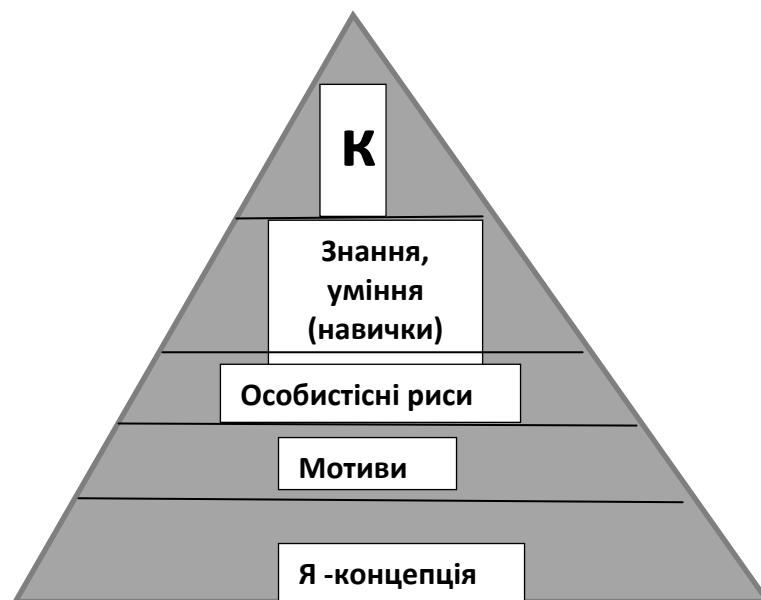 К
Знання,
уміння
(навички)
Особистісні риси
Мотиви
Я -концепція